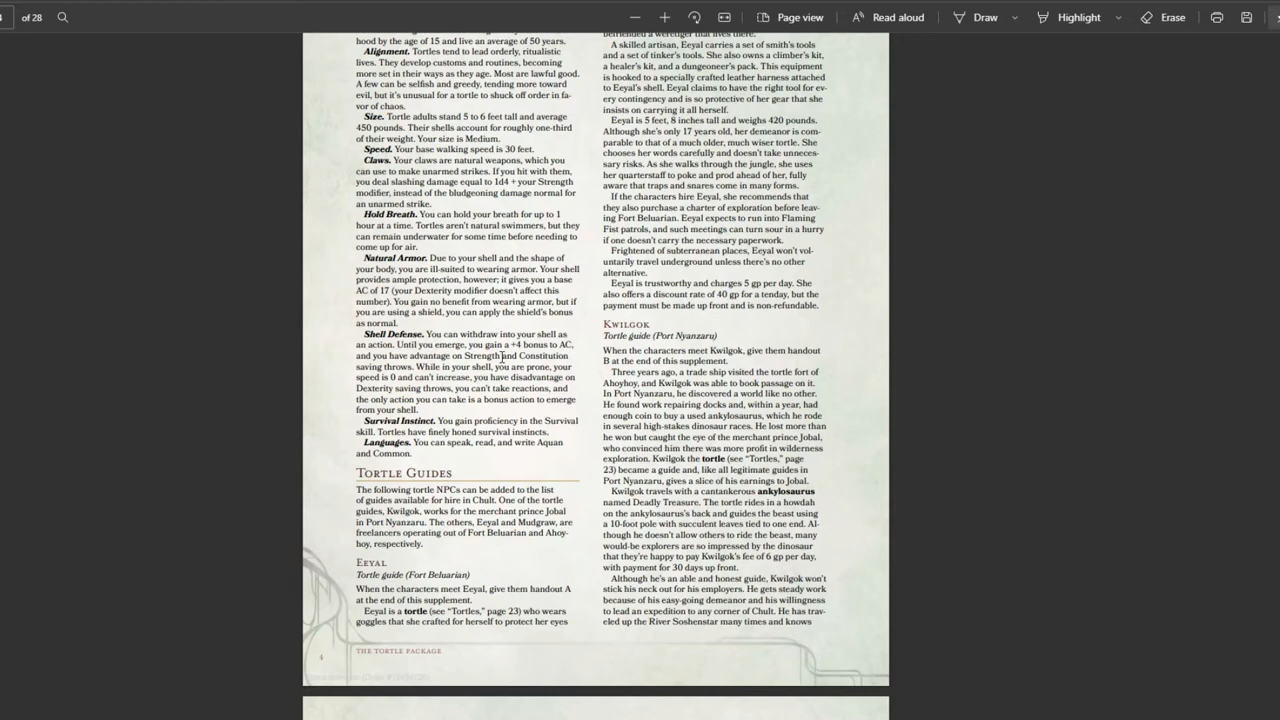 of 28
Page view
Read aloud
Draw
Highlight
Erase
hood by the age of 15 and live an average of 50 years.
Alignment. Tortles tend to lead orderly, ritualistic
lives. They develop customs and routines, becoming
more set in their ways as they age. Most are lawful good.
A few can be selfish and greedy, tending more toward
evil, but it's unusual for a tortle to shuck off order in fa-
vor of chaos.
Size. Tortle adults stand 5 to 6 feet tall and average
450 pounds. Their shells account for roughly one-third
of their weight. Your size is Medium.
Speed. Your base walking speed is 30 feet.
Claws. Your claws are natural weapons, which you
can use to make unarmed strikes. If you hit with them,
you deal slashing damage equal to 1d4 + your Strength
modifier, instead of the bludgeoning damage normal for
an unarmed strike.
Hold Breath. You can hold your breath for up to 1
hour at a time. Tortles aren't natural swimmers, but they
can remain underwater for some time before needing to
come up for air.
Natural Armor. Due to your shell and the shape of
your body, you are ill-suited to wearing armor. Your shell
provides ample protection, however; it gives you a base
AC of 17 (your Dexterity modifier doesn't affect this
number). You gain no benefit from wearing armor, but if
you are using a shield, you can apply the shield's bonus
as normal.
Shell Defense. You can withdraw into your shell as
an action. Until you emerge, you gain a +4 bonus to AC,
and you have advantage on Strength and Constitution
saving throws. While in your shell, you are prone, your
speed is 0 and can't increase, you have disadvantage on
Dexterity saving throws, you can't take reactions, and
the only action you can take is a bonus action to emerge
from your shell.
Survival Instinct. You gain proficiency in the Survival
skill. Tortles have finely honed survival instincts.
Languages. You can speak, read, and write Aquan
and Common.
TORTLE GUIDES
The following tortle NPCs can be added to the list
of guides available for hire in Chult. One of the tortle
guides, Kwilgok, works for the merchant prince Jobal
in Port Nyanzaru. The others, Eeyal and Mudgraw, are
freelancers operating out of Fort Beluarian and Ahoy-
hoy, respectively.
EEYAL
Tortle guide (Fort Beluarian)
When the characters meet Eeyal, give them handout A
at the end of this supplement.
Eeyal is a tortle (see "Tortles," page 23) who wears
goggles that she crafted for herself to protect her eyes
befriended a weretiger that lives there.
A skilled artisan, Eeyal carries a set of smith's tools
and a set of tinker's tools. She also owns a climber's kit,
a healer's kit, and a dungeoneer's pack. This equipment
is hooked to a specially crafted leather harness attached
to Eeyal's shell. Eeyal claims to have the right tool for ev-
ery contingency and is so protective of her gear that she
insists on carrying it all herself.
Eeyal is 5 feet, 8 inches tall and weighs 420 pounds.
Although she's only 17 years old, her demeanor is com-
parable to that of a much older, much wiser tortle. She
chooses her words carefully and doesn't take unneces-
sary risks. As she walks through the jungle, she uses
her quarterstaff to poke and prod ahead of her, fully
aware that traps and snares come in many forms.
If the characters hire Eeyal, she recommends that
they also purchase a charter of exploration before leav-
ing Fort Beluarian. Eeyal expects to run into Flaming
Fist patrols, and such meetings can turn sour in a hurry
if one doesn't carry the necessary paperwork.
Frightened of subterranean places, Eeyal won't vol-
untarily travel underground unless there's no other
alternative.
Eeyal is trustworthy and charges 5 gp per day. She
also offers a discount rate of 40 gp for a tenday, but the
payment must be made up front and is non-refundable.
KWILGOK
Tortle guide (Port Nyanzaru)
When the characters meet Kwilgok, give them handout
B at the end of this supplement.
Three years ago, a trade ship visited the tortle fort of
Ahoyhoy, and Kwilgok was able to book passage on it.
In Port Nyanzaru, he discovered a world like no other.
He found work repairing docks and, within a year, had
enough coin to buy a used ankylosaurus, which he rode
in several high-stakes dinosaur races. He lost more than
he won but caught the eye of the merchant prince Jobal,
who convinced him there was more profit in wilderness
exploration. Kwilgok the tortle (see "Tortles," page
23) became a guide and, like all legitimate guides in
Port Nyanzaru, gives a slice of his earnings to Jobal.
Kwilgok travels with a cantankerous ankylosaurus
named Deadly Treasure. The tortle rides in a howdah
on the ankylosaurus's back and guides the beast using
a 10-foot pole with succulent leaves tied to one end. Al-
though he doesn't allow others to ride the beast, many
would-be explorers are so impressed by the dinosaur
that they're happy to pay Kwilgok's fee of 6 gp per day,
with payment for 30 days up front.
Although he's an able and honest guide, Kwilgok won't
stick his neck out for his employers. He gets steady work
because of his easy-going demeanor and his willingness
to lead an expedition to any corner of Chult. He has trav-
eled up the River Soshenstar many times and knows
THE TORTLE PACKAGE
4